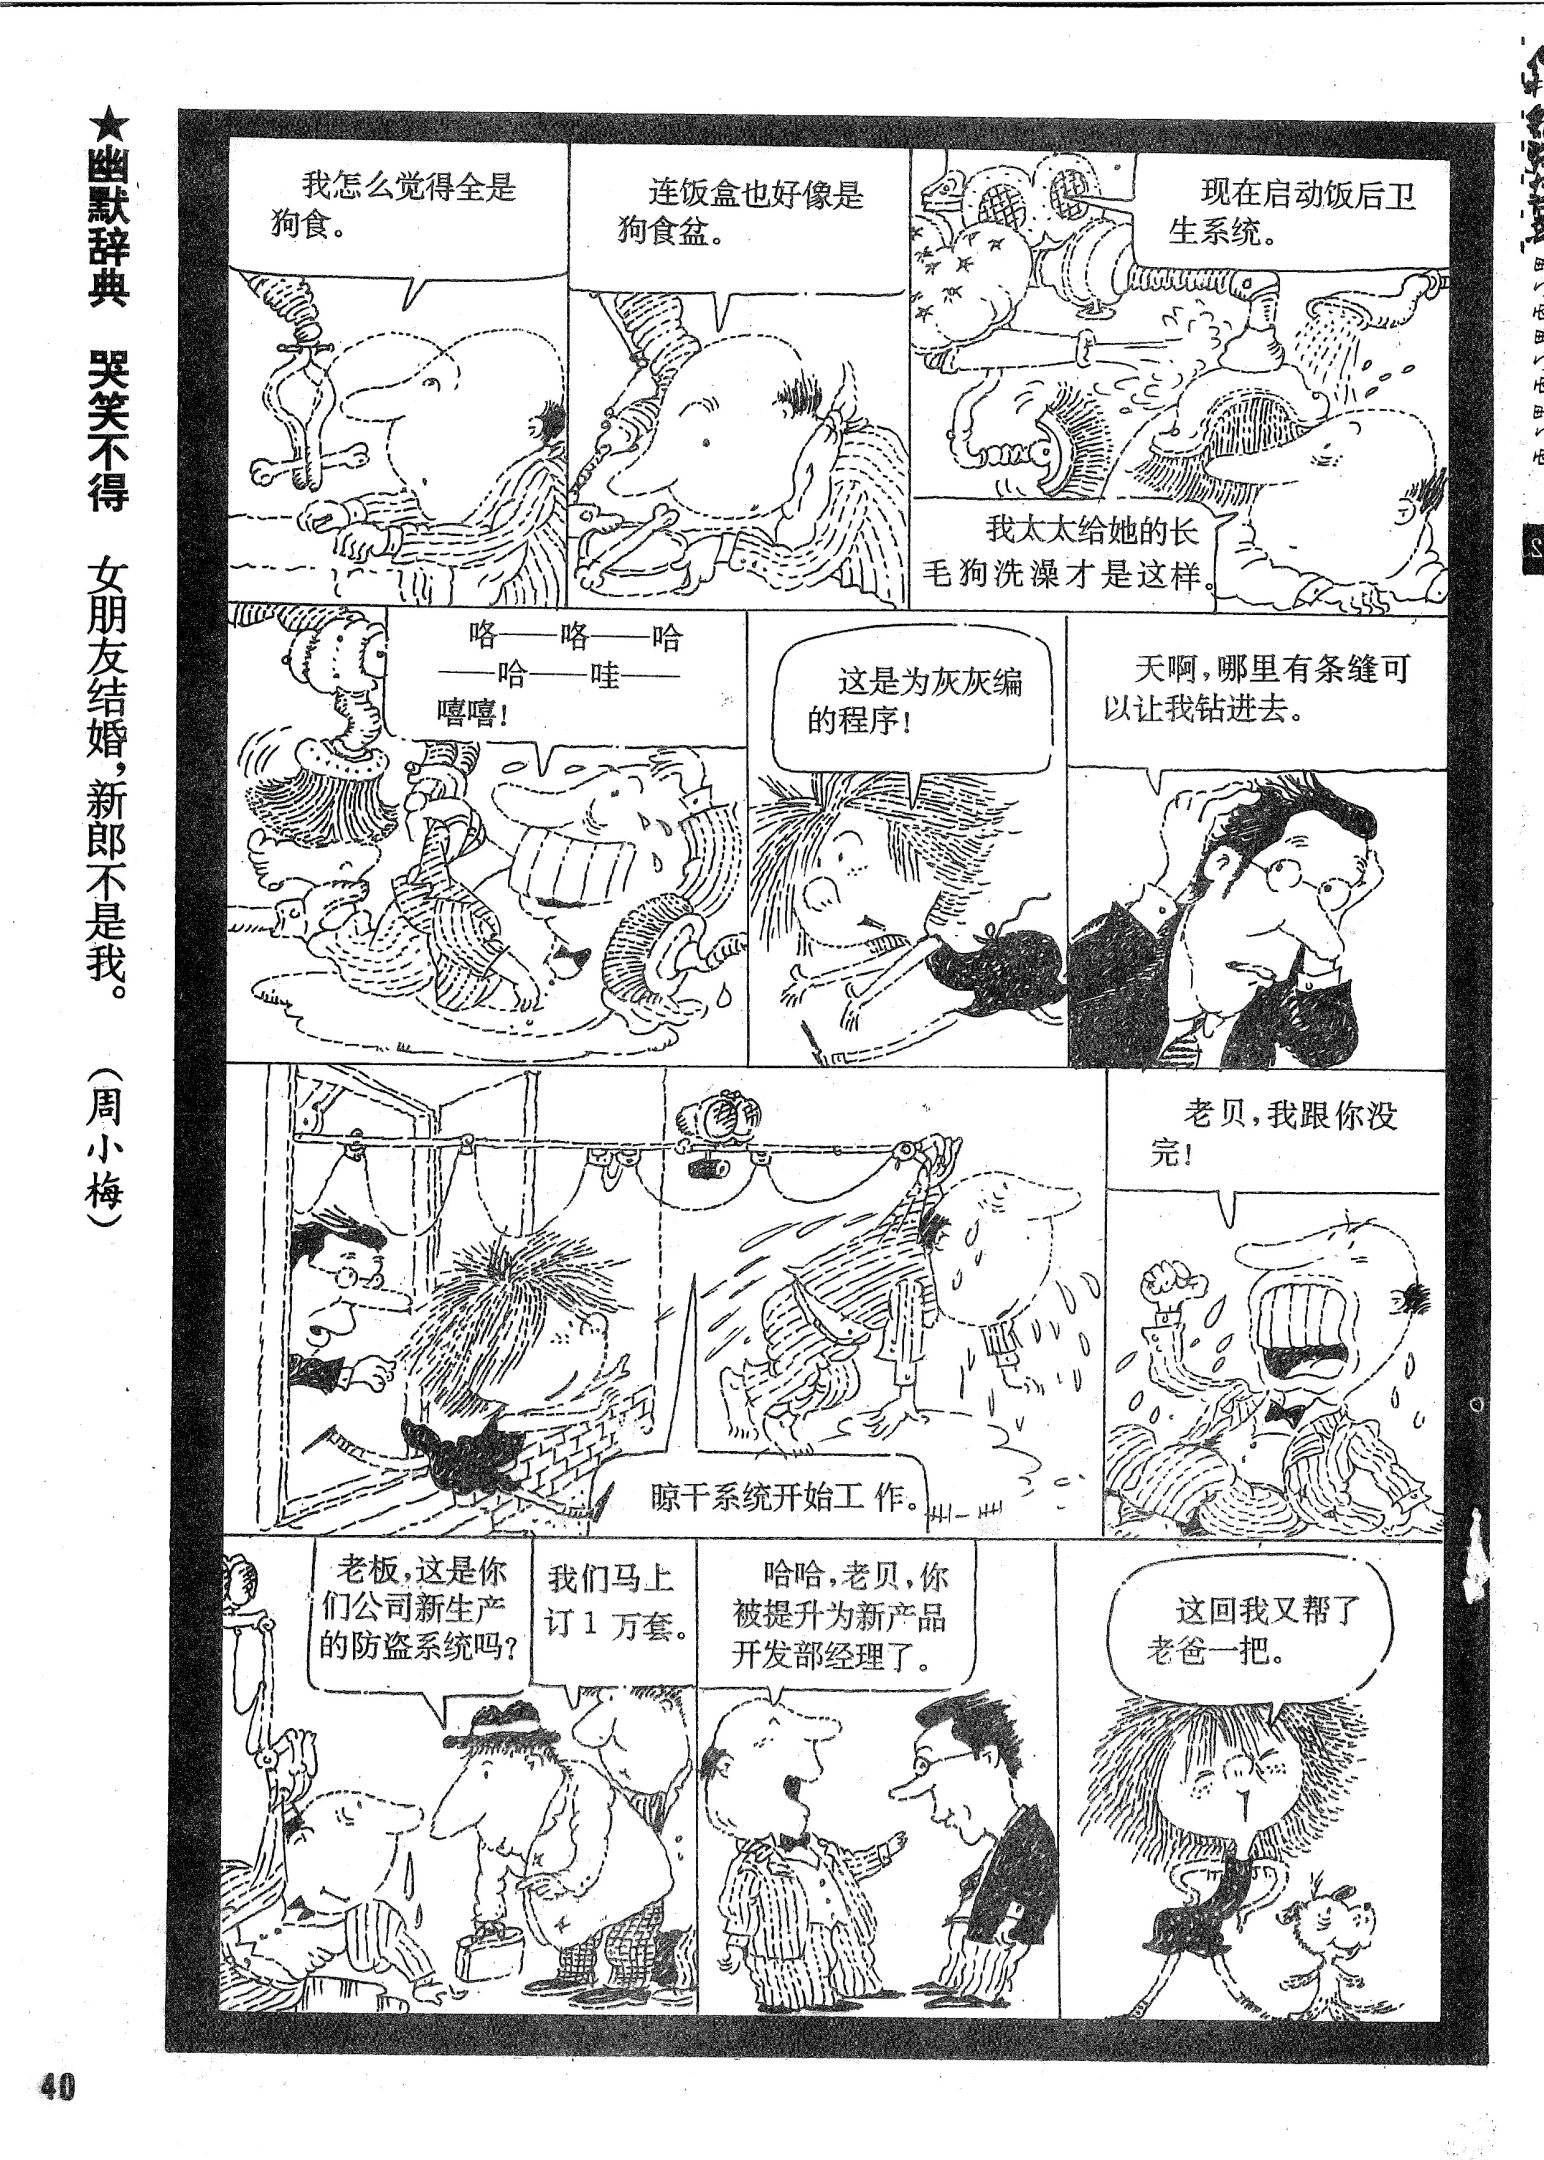 ★幽默辞典 哭笑不得 女朋友结婚,新郎不是我。 (周小梅)
我怎么觉得全是
狗食。
连饭盒也好像是
狗食盆。
现在启动饭后卫
生系统。
我太太给她的长
毛狗洗澡才是这样。
咯——咯——哈
——哈——哇——
嘻嘻!
这是为灰灰编
的程序!
天啊,哪里有条缝可
以让我钻进去。
晾干系统开始工作。
老贝,我跟你没
完!
老板,这是你
们公司新生产
的防盗系统吗?
我们马上
订1万套。
哈哈,老贝,你
被提升为新产品
开发部经理了。
这回我又帮了
老爸一把。
40